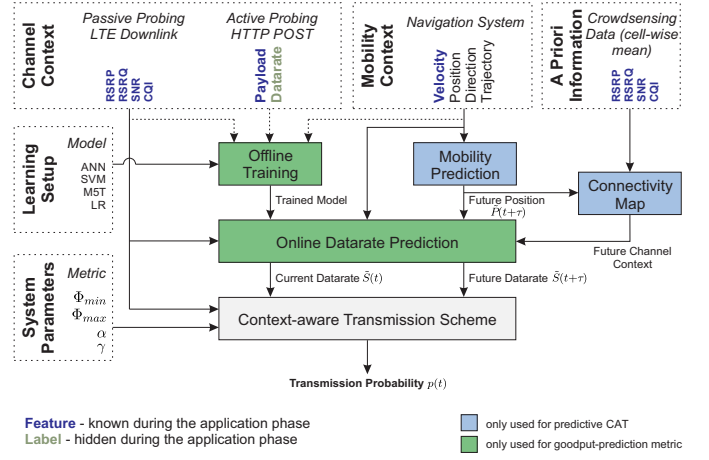 Channel
Context
Passive Probing
LTE Downlink
RSRP
RSRQ
SNR
CQI
Active Probing
HTTP POST
Payload
Datarate
Mobility
Context
Navigation System
Velocity
Position
Direction
Trajectory
A Priori
Information
Crowdsensing
Data (cell-wise
mean)
RSRP
RSRQ
SNR
CQI
Learning
Setup
Model
ANN
SVM
M5T
LR
Offline
Training
Mobility
Prediction
Connectivity
Map
Trained Model
Future Position
P̃(t+τ)
Online Datarate Prediction
Future Channel
Context
System
Parameters
Metric
Φmin
Φmax
α
γ
Current Datarate S̃(t)
Future Datarate S̃(t+τ)
Context-aware Transmission Scheme
Transmission Probability p(t)
Feature - known during the application phase
Label - hidden during the application phase
only used for predictive CAT
only used for goodput-prediction metric